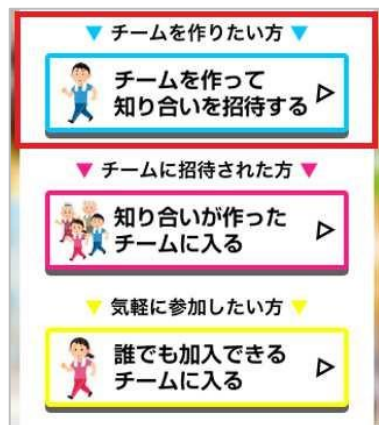 ▼ チームを作りたい方 ▼
チームを作って
知り合いを招待する
▼ チームに招待された方 ▼
知り合いが作った
チームに入る
▼ 気軽に参加したい方 ▼
誰でも加入できる
チームに入る